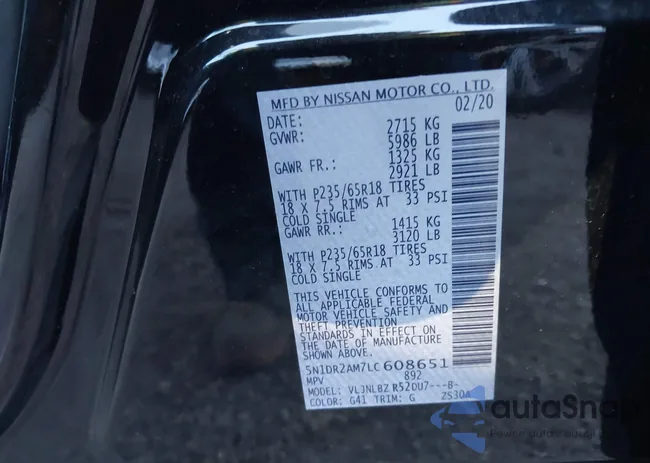 MFD BY NISSAN MOTOR CO., LTD.
DATE: 02/20
GVWR: 2715 KG
5986 LB
GAWR FR.: 1325 KG
2921 LB
WITH P235/65R18 TIRES
18 X 7.5 RIMS AT 33 PSI
COLD SINGLE
GAWR RR.: 1415 KG
3120 LB
WITH P235/65R18 TIRES
18 X 7.5 RIMS AT 33 PSI
COLD SINGLE
THIS VEHICLE CONFORMS TO
ALL APPLICABLE FEDERAL
MOTOR VEHICLE SAFETY AND
THEFT PREVENTION
STANDARDS IN EFFECT ON
THE DATE OF MANUFACTURE
SHOWN ABOVE.
5N1DR2AM7LC608651
MPV 892
MODEL: VLJNLBZ R520U7---B-
COLOR: G41 TRIM: G ZS30A